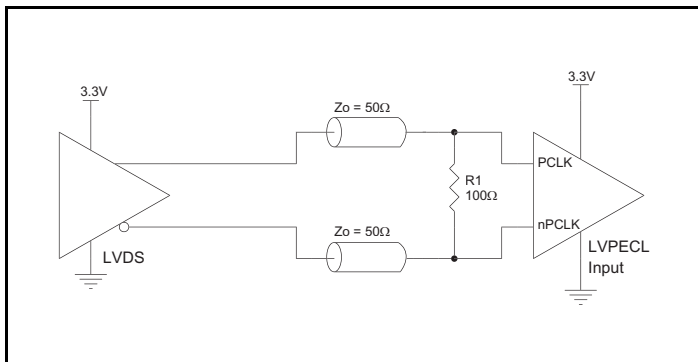 3.3V
3.3V
Zo = 50Ω
PCLK
R1
100Ω
Zo = 50Ω
nPCLK
LVDS
LVPECL
Input